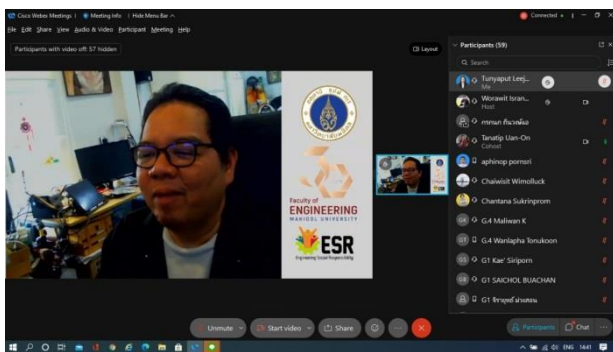 Cisco Webex Meetings
Meeting Info
Hide Menu Bar
Connected
File Edit Share View Audio & Video Participant Meeting Help
Participants with video off: 57 hidden
Layout
Participants (59)
Search
Tunyaput Leej...
Me
Worawit Isran...
Host
Tanatip Uan-On
Cohost
aphinop pornsri
Chaiwisit Wimolluck
Chantana Sukrinprom
G.4 Maliwan K
G.4 Wanlapha Tonukoon
G1 Kae' Siriporn
G1 SAICHOL BUACHAN
G1
Faculty of
ENGINEERING
MAHIDOL UNIVERSITY
ESR
Engineering Social Responsibility
Unmute
Start video
Share
Participants
Chat
ENG
1441